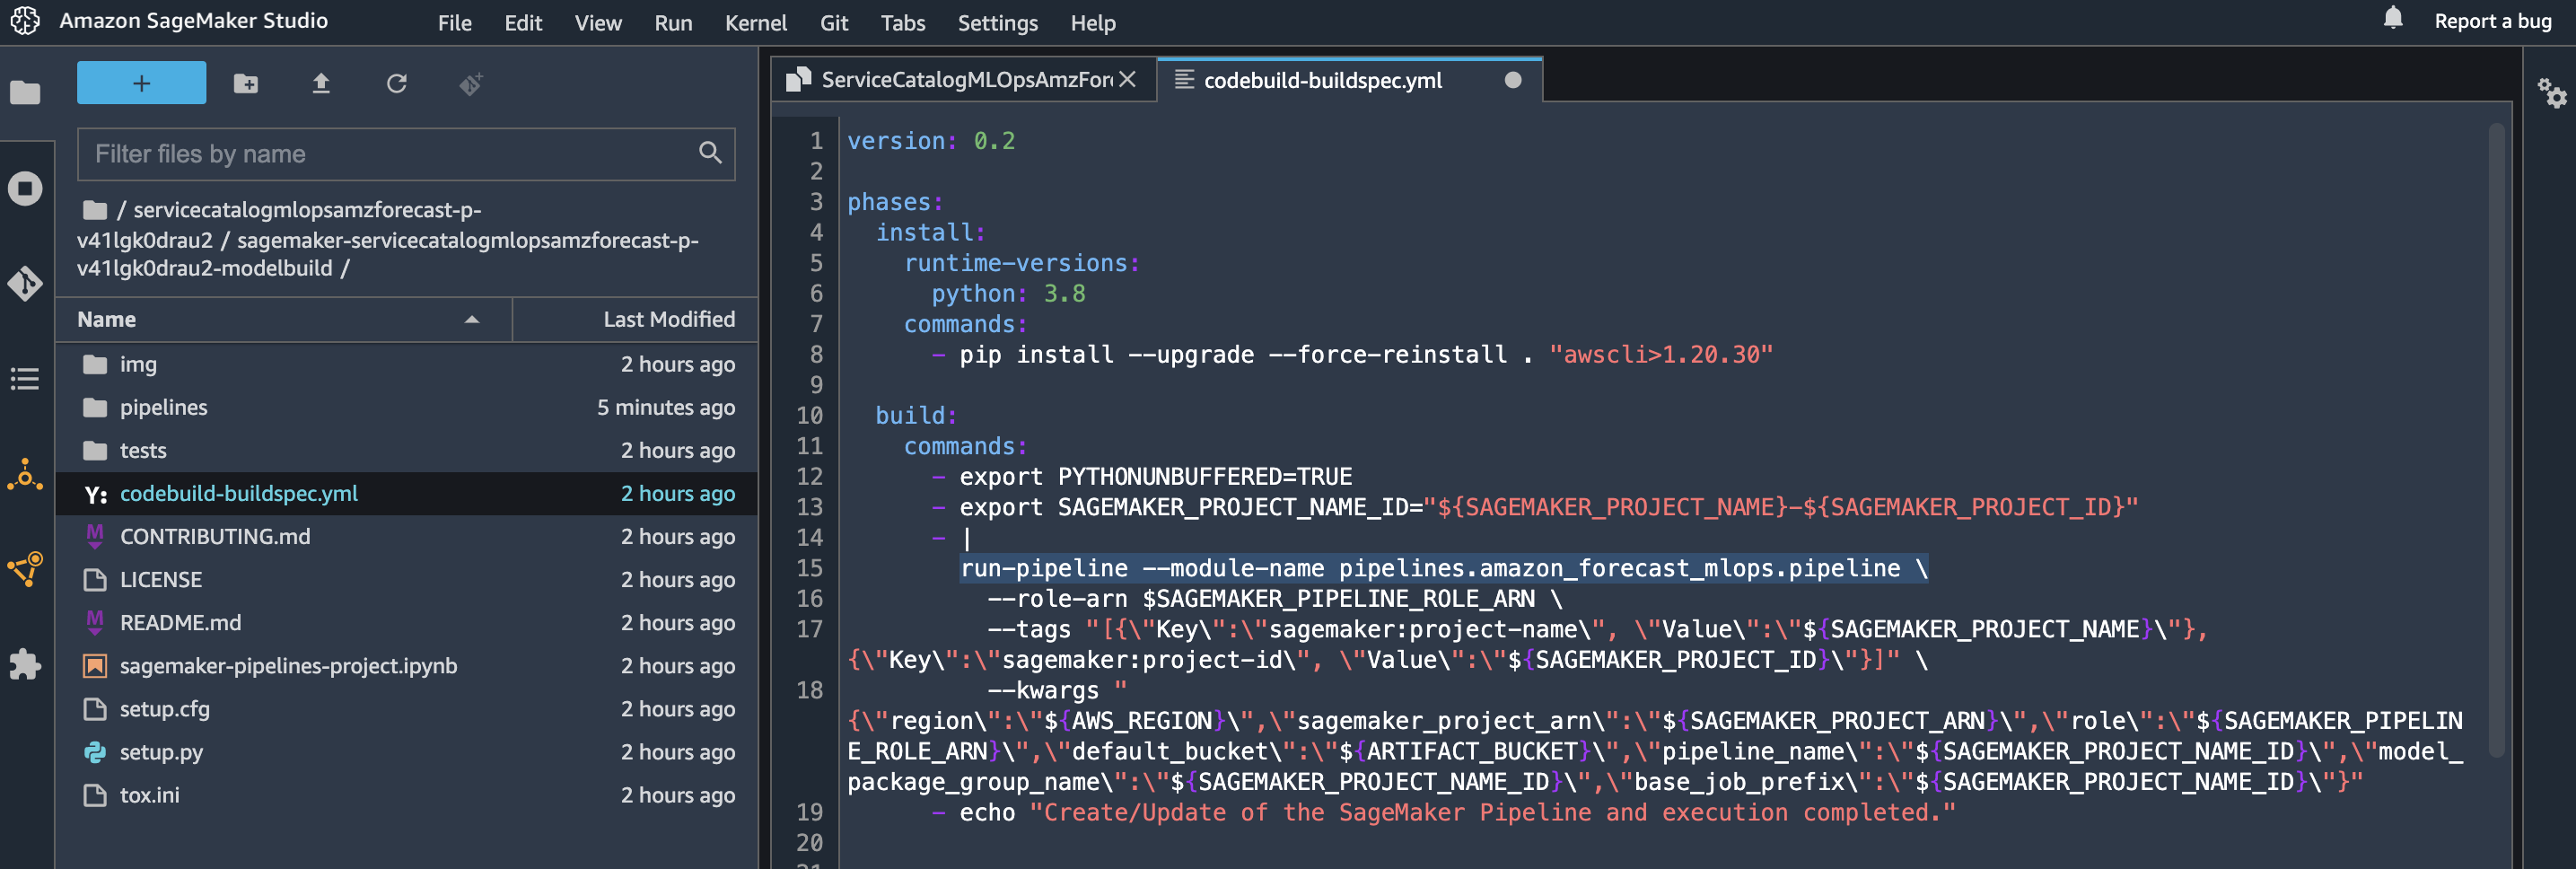 Amazon SageMaker Studio
File Edit View Run Kernel Git Tabs Settings Help
Report a bug
+
Filter files by name
/ servicecatalogmlopsamzforecast-p-
v41lgk0drau2 / sagemaker-servicecatalogmlopsamzforecast-p-
v41lgk0drau2-modelbuild /
Name Last Modified
img 2 hours ago
pipelines 5 minutes ago
tests 2 hours ago
Y: codebuild-buildspec.yml 2 hours ago
M CONTRIBUTING.md 2 hours ago
LICENSE 2 hours ago
M README.md 2 hours ago
sagemaker-pipelines-project.ipynb 2 hours ago
setup.cfg 2 hours ago
setup.py 2 hours ago
tox.ini 2 hours ago
ServiceCatalogMLOpsAmzFor
codebuild-buildspec.yml
1 version: 0.2
2
3 phases:
4 install:
5 runtime-versions:
6 python: 3.8
7 commands:
8 - pip install --upgrade --force-reinstall . "awscli>1.20.30"
9
10 build:
11 commands:
12 - export PYTHONUNBUFFERED=TRUE
13 - export SAGEMAKER_PROJECT_NAME_ID="${SAGEMAKER_PROJECT_NAME}-${SAGEMAKER_PROJECT_ID}"
14 - |
15 run-pipeline --module-name pipelines.amazon_forecast_mlops.pipeline \
16 --role-arn $SAGEMAKER_PIPELINE_ROLE_ARN \
17 --tags "[{\"Key\":\"sagemaker:project-name\", \"Value\":\"${SAGEMAKER_PROJECT_NAME}\"},
{\"Key\":\"sagemaker:project-id\", \"Value\":\"${SAGEMAKER_PROJECT_ID}\"}]" \
18 --kwargs "
{\"region\":\"${AWS_REGION}\",\"sagemaker_project_arn\":\"${SAGEMAKER_PROJECT_ARN}\",\"role\":\"${SAGEMAKER_PIPELIN
E_ROLE_ARN}\",\"default_bucket\":\"${ARTIFACT_BUCKET}\",\"pipeline_name\":\"${SAGEMAKER_PROJECT_NAME_ID}\",\"model_
package_group_name\":\"${SAGEMAKER_PROJECT_NAME_ID}\",\"base_job_prefix\":\"${SAGEMAKER_PROJECT_NAME_ID}\"}"
19 - echo "Create/Update of the SageMaker Pipeline and execution completed."
20